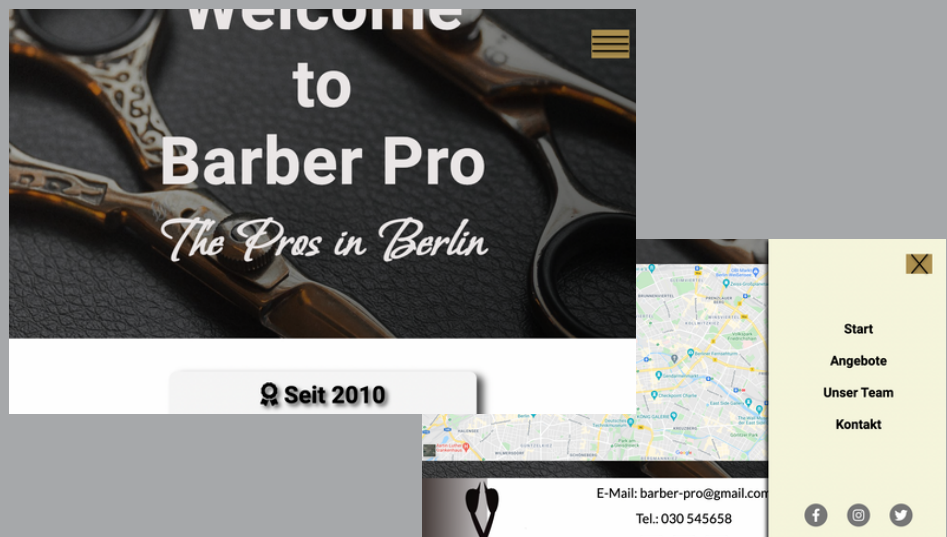 Welcome
to
Barber Pro
The Pros in Berlin
Seit 2010
Start
Angebote
Unser Team
Kontakt
E-Mail: barber-pro@gmail.com
Tel.: 030 545658